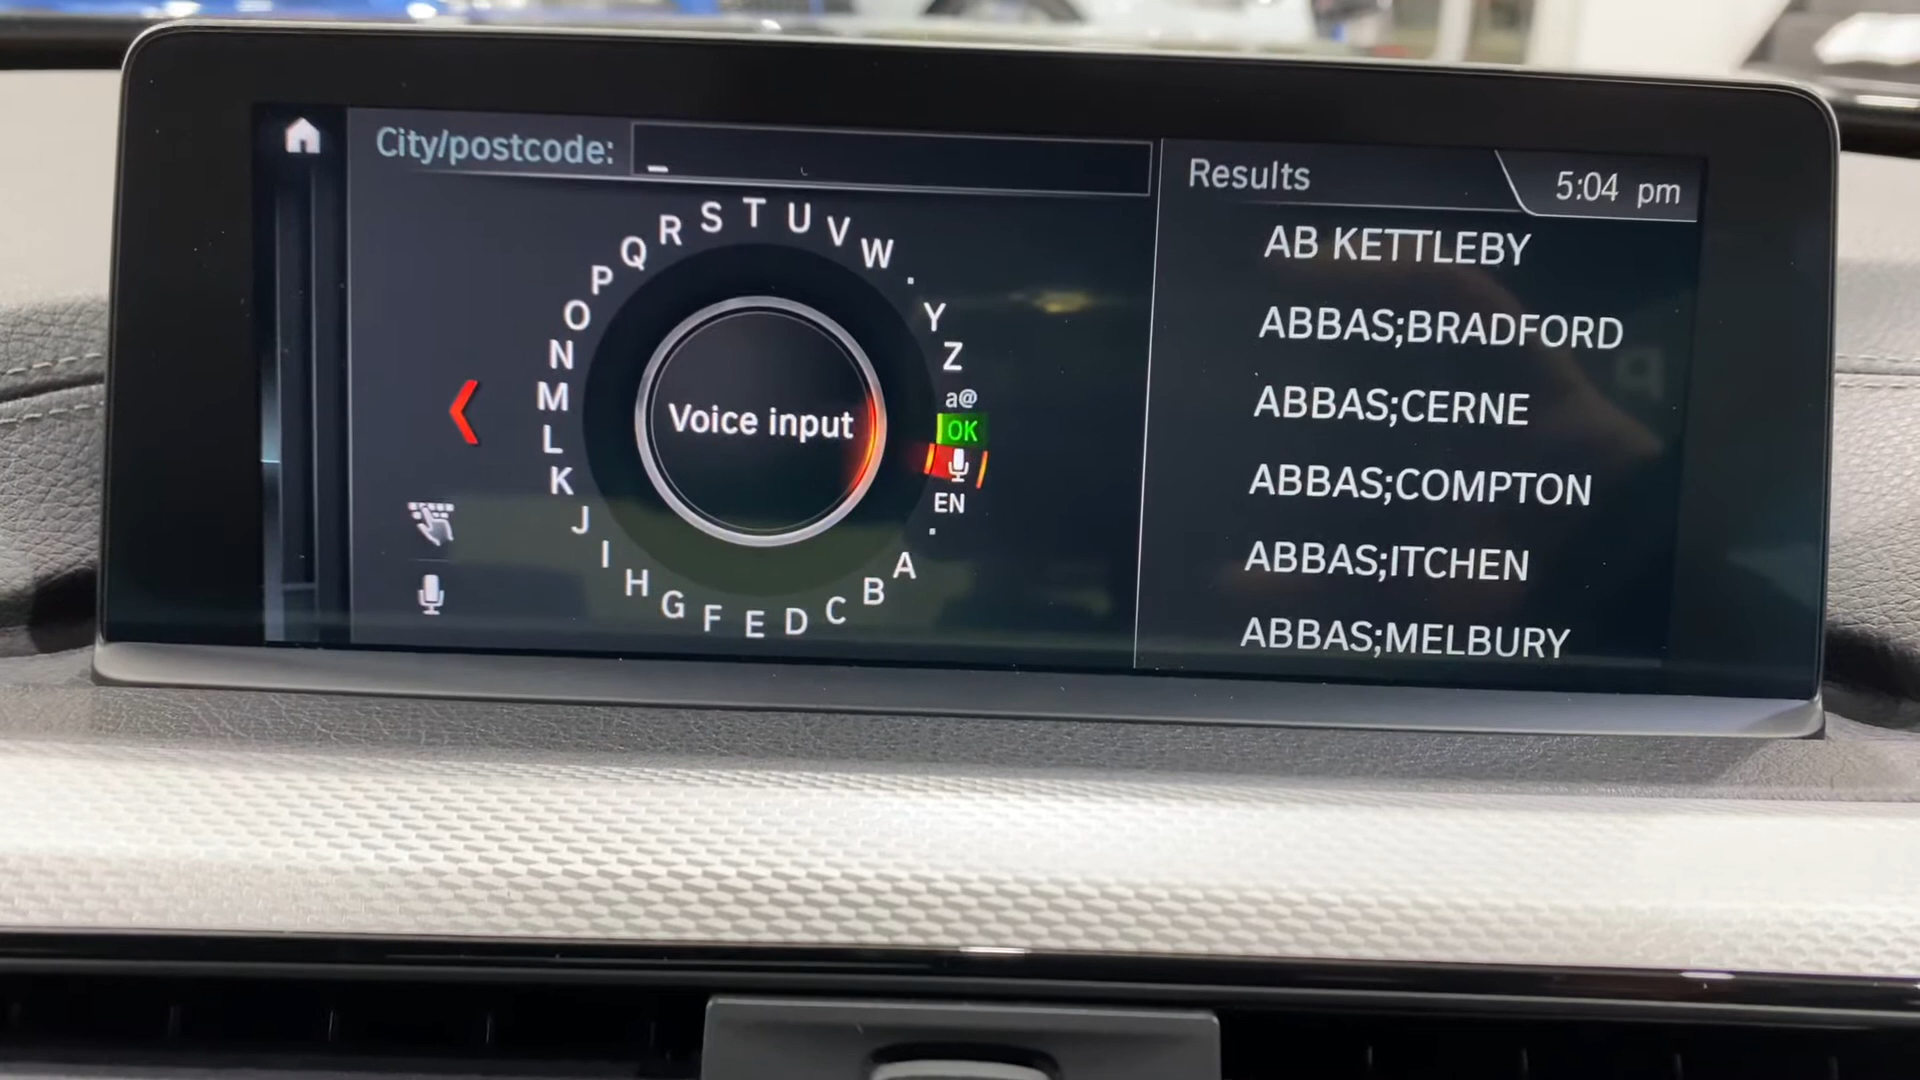 City/postcode: _
Results
5:04 pm
R S T U V W . Y Z a@ OK EN . A B C D E F G H I J K L M N O P Q
Voice input
AB KETTLEBY
ABBAS;BRADFORD
ABBAS;CERNE
ABBAS;COMPTON
ABBAS;ITCHEN
ABBAS;MELBURY